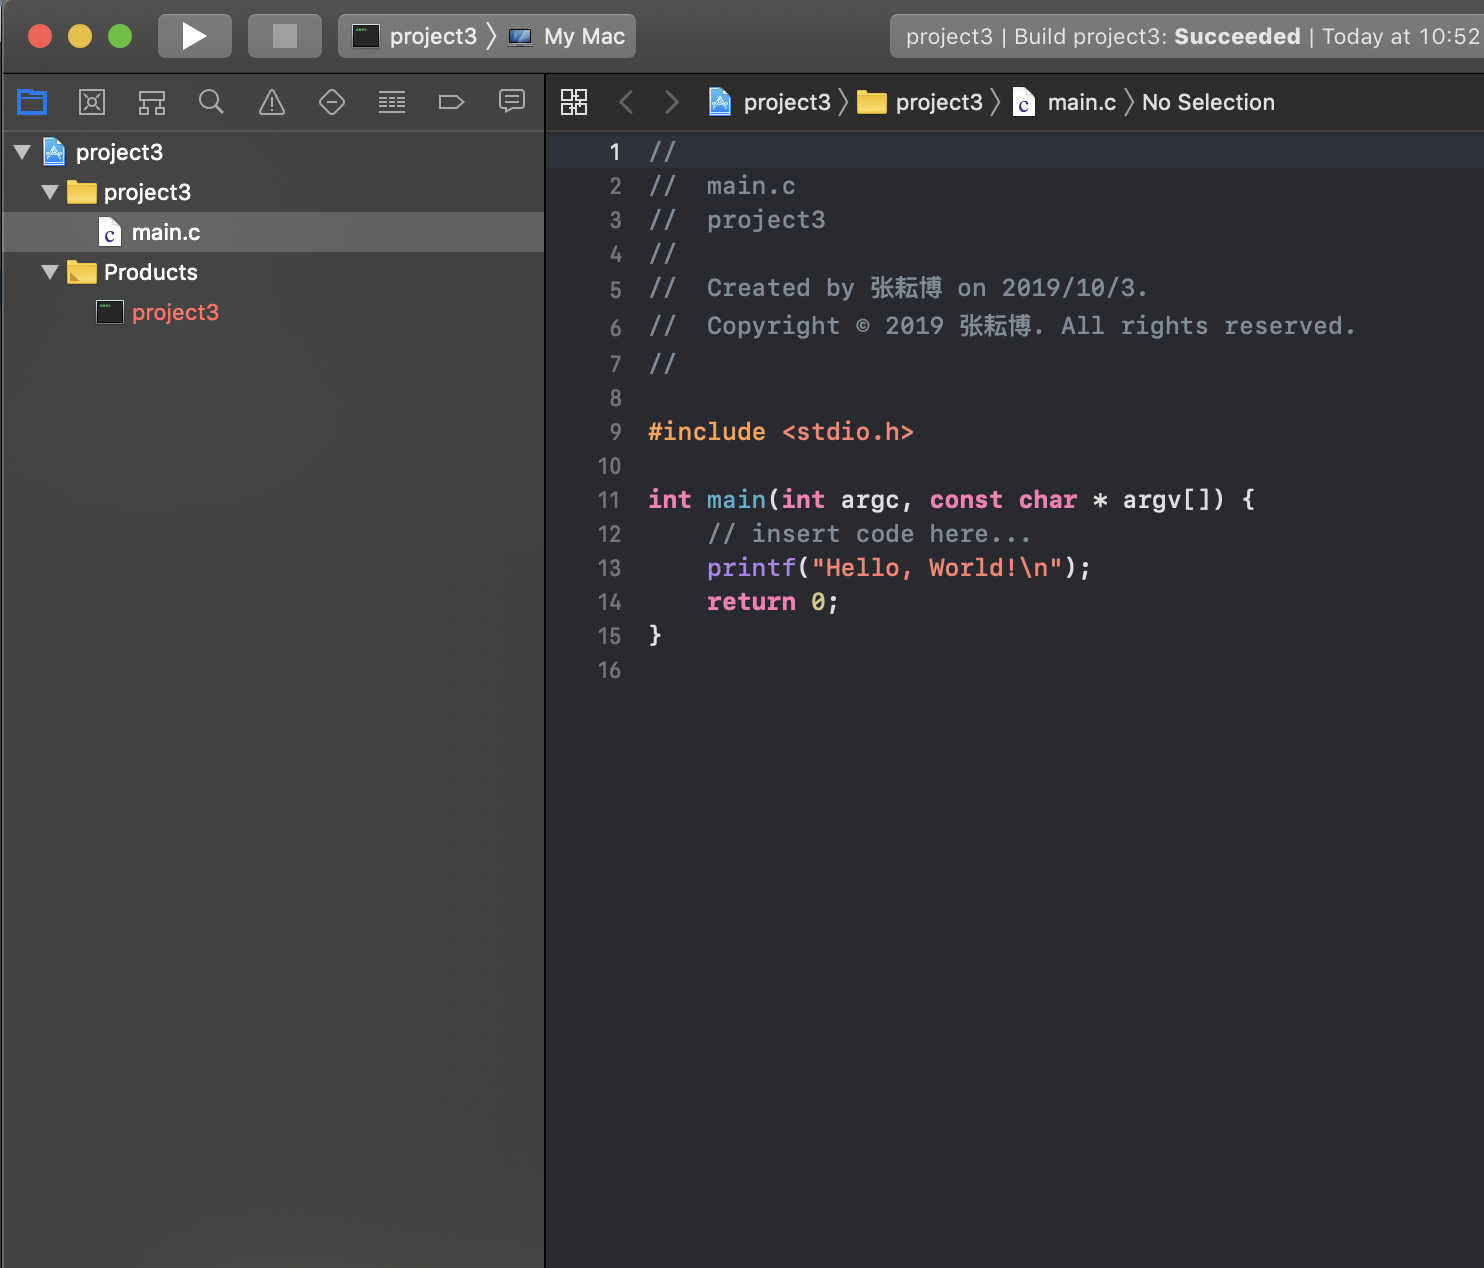 project3 〉 My Mac
project3 | Build project3: Succeeded | Today at 10:52
project3 〉 project3 〉 main.c 〉 No Selection
project3
project3
main.c
Products
project3
1 //
2 //  main.c
3 //  project3
4 //
5 //  Created by 张耘博 on 2019/10/3.
6 //  Copyright © 2019 张耘博. All rights reserved.
7 //
8
9 #include <stdio.h>
10
11 int main(int argc, const char * argv[]) {
12     // insert code here...
13     printf("Hello, World!\n");
14     return 0;
15 }
16